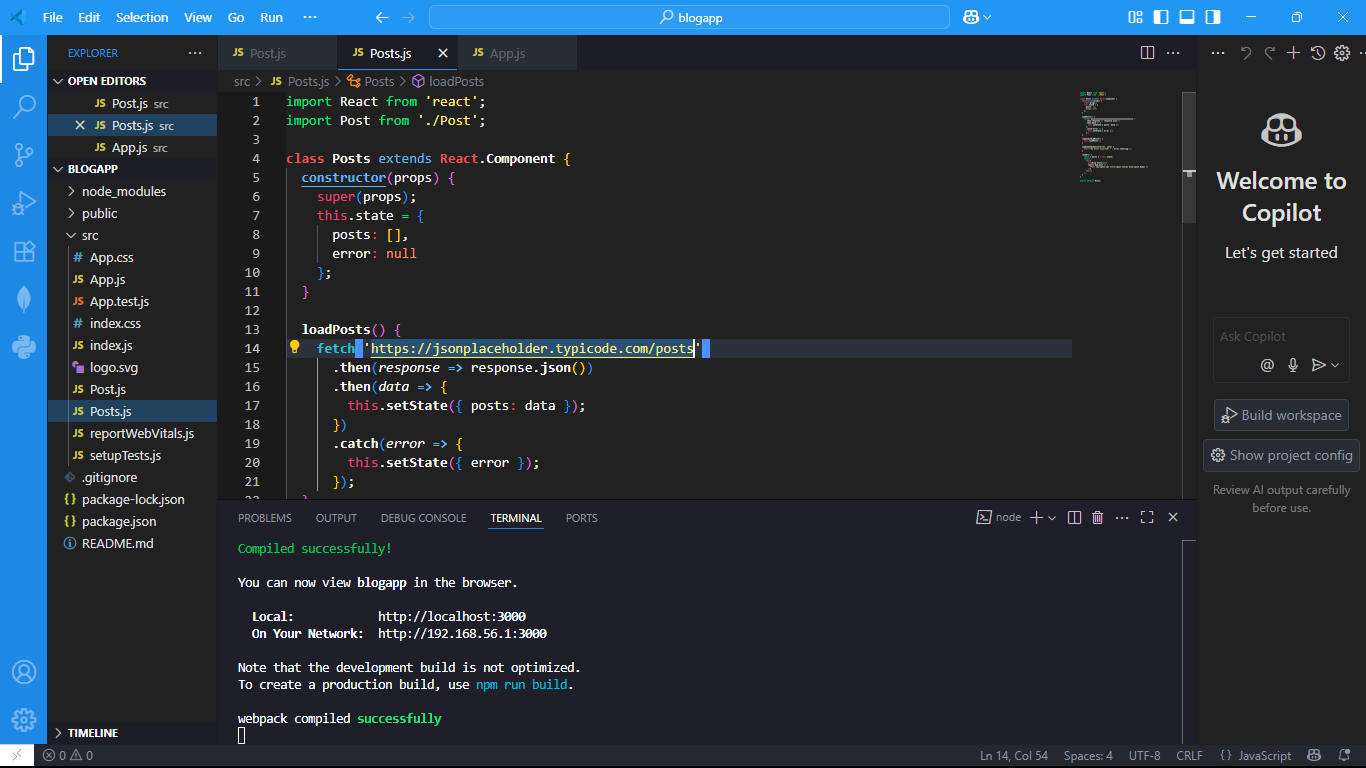 File Edit Selection View Go Run ··· blogapp
EXPLORER ···
OPEN EDITORS
JS Post.js src
JS Posts.js src
JS App.js src
BLOGAPP
node_modules
public
src
# App.css
JS App.js
JS App.test.js
# index.css
JS index.js
logo.svg
JS Post.js
JS Posts.js
JS reportWebVitals.js
JS setupTests.js
.gitignore
{} package-lock.json
{} package.json
README.md
TIMELINE
JS Post.js JS Posts.js JS App.js
src > JS Posts.js > Posts > loadPosts
1 import React from 'react';
2 import Post from './Post';
3
4 class Posts extends React.Component {
5 constructor(props) {
6 super(props);
7 this.state = {
8 posts: [],
9 error: null
10 };
11 }
12
13 loadPosts() {
14 fetch('https://jsonplaceholder.typicode.com/posts')
15 .then(response => response.json())
16 .then(data => {
17 this.setState({ posts: data });
18 })
19 .catch(error => {
20 this.setState({ error });
21 });
PROBLEMS OUTPUT DEBUG CONSOLE TERMINAL PORTS node
Compiled successfully!
You can now view blogapp in the browser.
Local: http://localhost:3000
On Your Network: http://192.168.56.1:3000
Note that the development build is not optimized.
To create a production build, use npm run build.
webpack compiled successfully
Welcome to
Copilot
Let's get started
Ask Copilot
@
Build workspace
Show project config
Review AI output carefully
before use.
0 0 Ln 14, Col 54 Spaces: 4 UTF-8 CRLF {} JavaScript